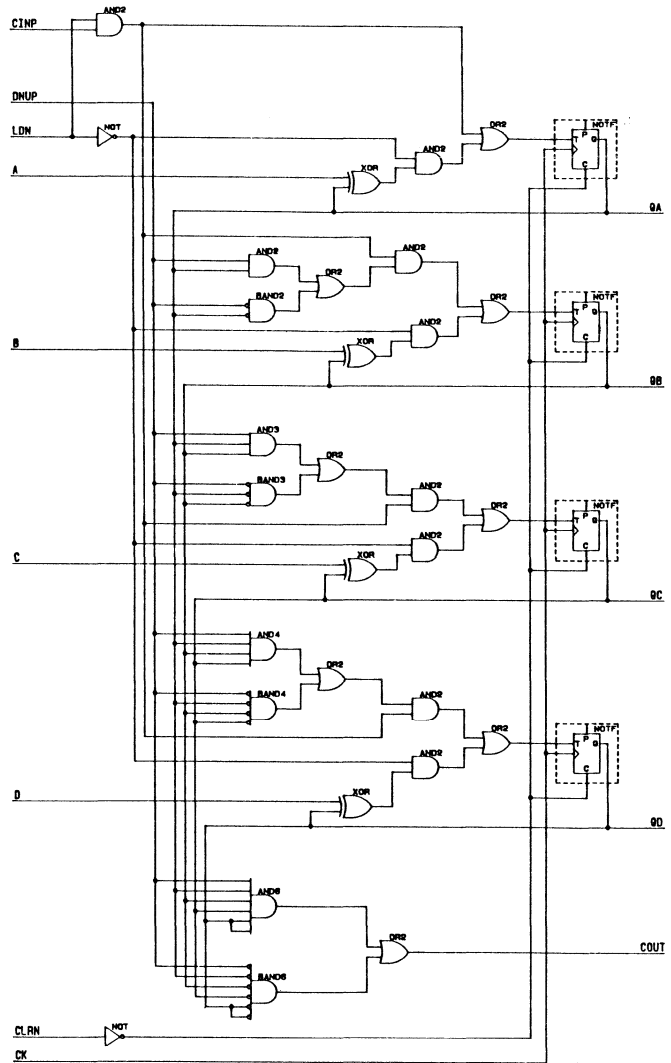 AND2
CINP
DNUP
LDN
NOT
OR2
NOTF
P
T Q
C
AND2
A
XOR
QA
AND2
AND2
OR2
OR2
NOTF
P
T Q
C
BAND2
AND2
B
XOR
QB
AND3
OR2
BAND3
AND2
OR2
NOTF
P
T Q
C
AND2
C
XOR
QC
AND4
OR2
BAND4
AND2
OR2
NOTF
P
T Q
C
AND2
D
XOR
QD
AND6
OR2
COUT
BAND6
CLRN
NOT
CK